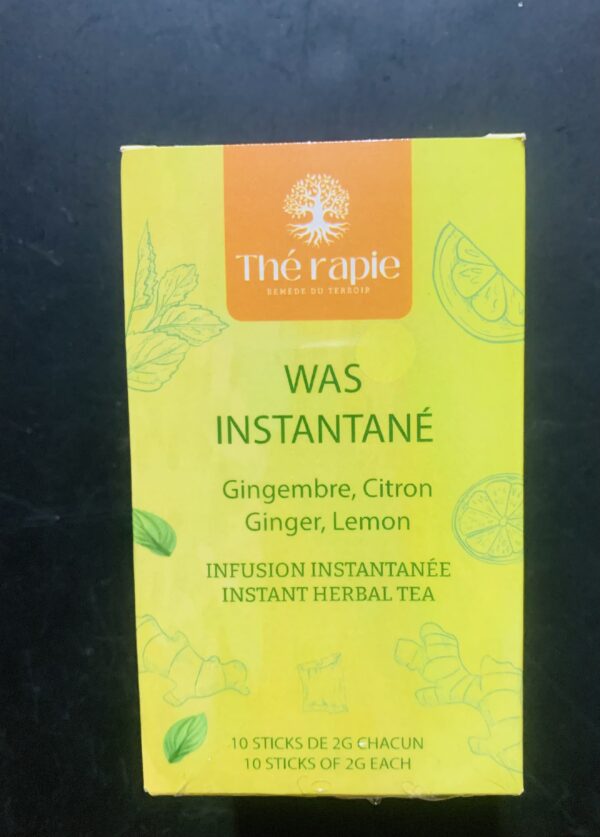 Thé rapie
REMÈDE DU TERROIR
WAS
INSTANTANÉ
Gingembre, Citron
Ginger, Lemon
INFUSION INSTANTANÉE
INSTANT HERBAL TEA
10 STICKS DE 2G CHACUN
10 STICKS OF 2G EACH